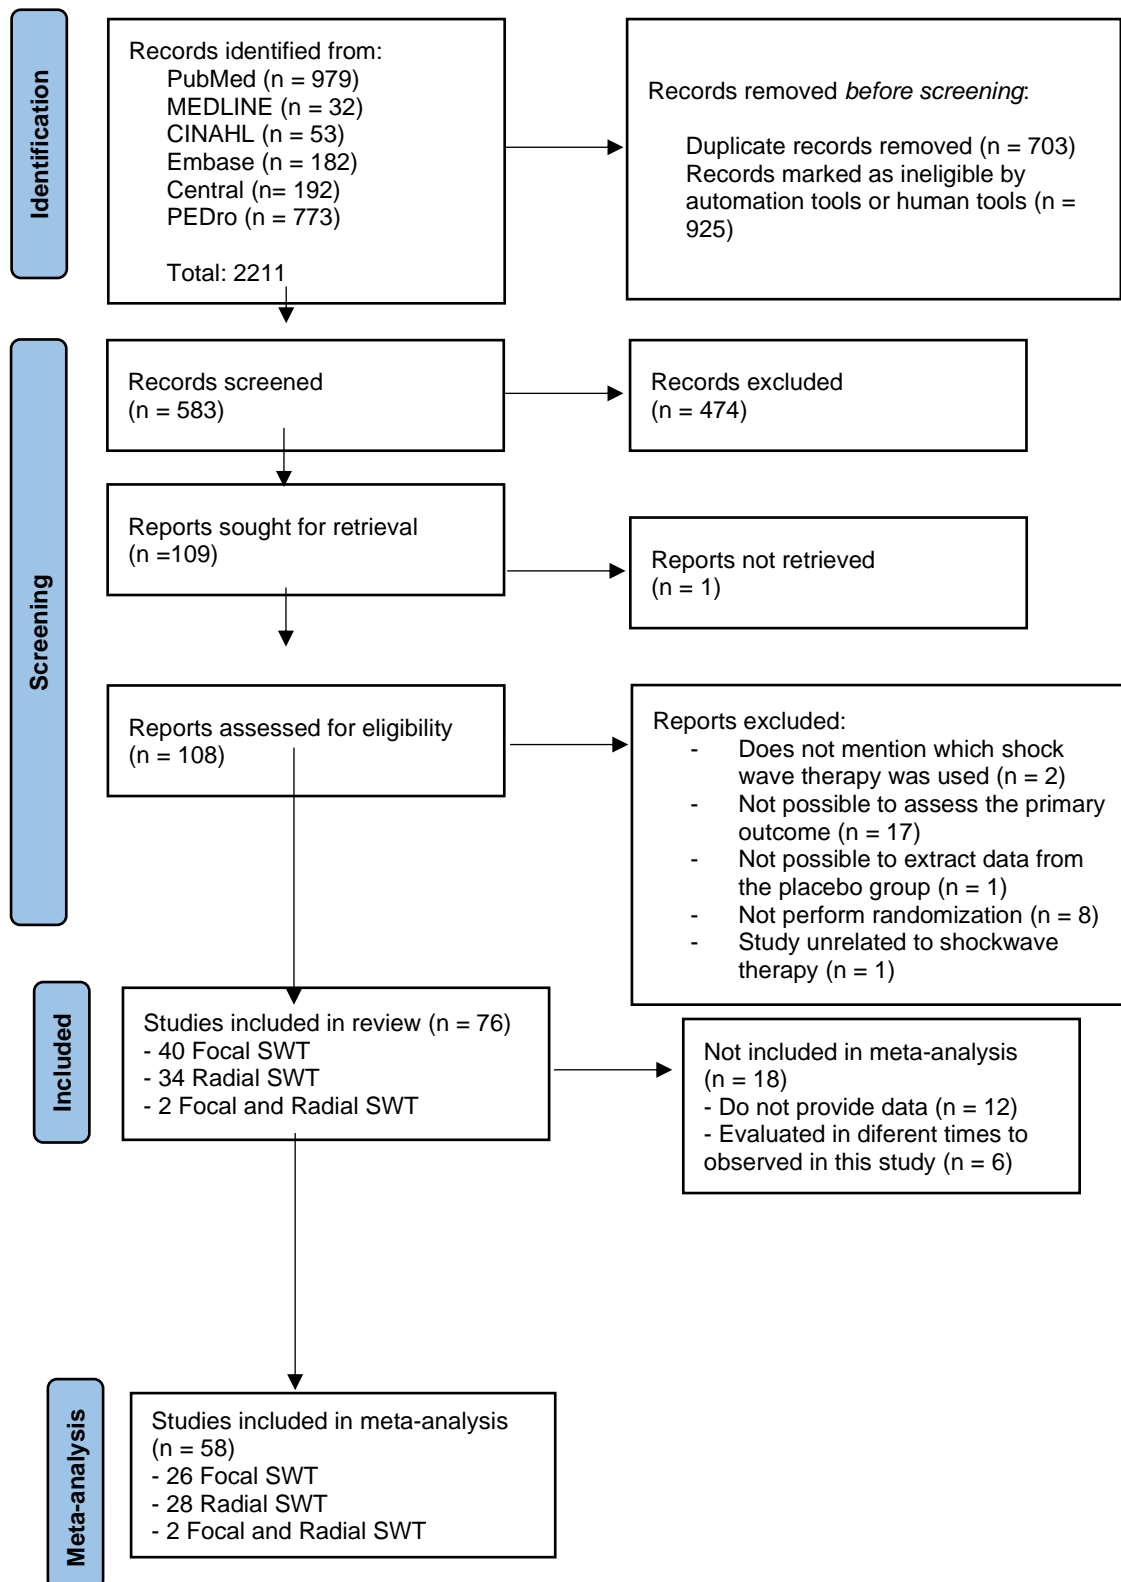 Identification
Records identified from:
PubMed (n = 979)
MEDLINE (n = 32)
CINAHL (n = 53)
Embase (n = 182)
Central (n= 192)
PEDro (n = 773)
Total: 2211
Records removed before screening:
Duplicate records removed (n = 703)
Records marked as ineligible by
automation tools or human tools (n =
925)
Screening
Records screened
(n = 583)
Records excluded
(n = 474)
Reports sought for retrieval
(n =109)
Reports not retrieved
(n = 1)
Reports assessed for eligibility
(n = 108)
Reports excluded:
- Does not mention which shock
wave therapy was used (n = 2)
- Not possible to assess the primary
outcome (n = 17)
- Not possible to extract data from
the placebo group (n = 1)
- Not perform randomization (n = 8)
- Study unrelated to shockwave
therapy (n = 1)
Included
Studies included in review (n = 76)
- 40 Focal SWT
- 34 Radial SWT
- 2 Focal and Radial SWT
Not included in meta-analysis
(n = 18)
- Do not provide data (n = 12)
- Evaluated in diferent times to
observed in this study (n = 6)
Meta-analysis
Studies included in meta-analysis
(n = 58)
- 26 Focal SWT
- 28 Radial SWT
- 2 Focal and Radial SWT